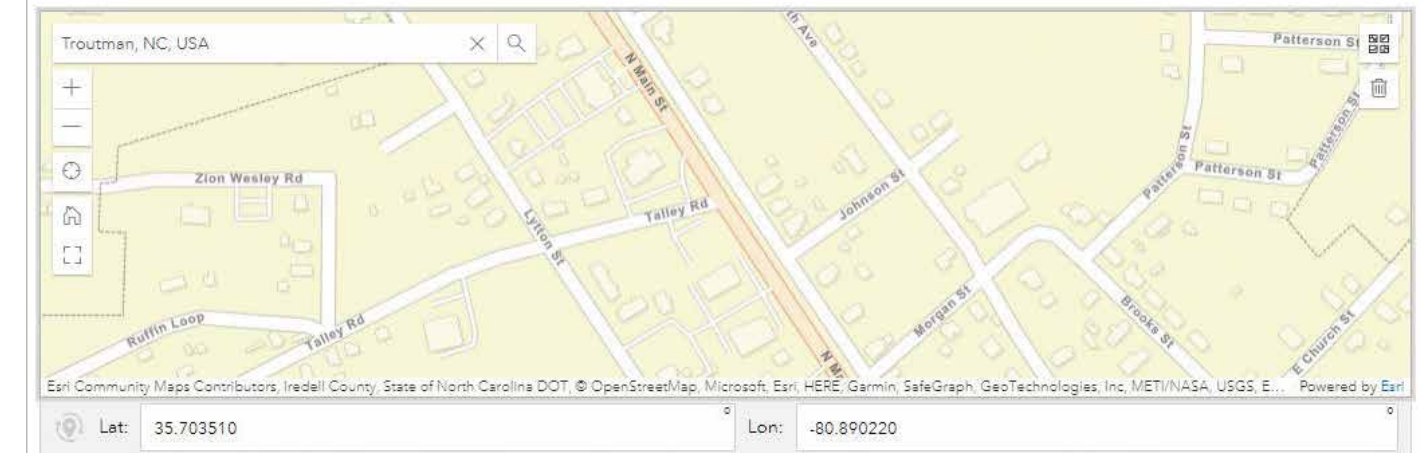 Troutman, NC, USA
th Ave
Patterson St
N Main St
Patterson St
Patterson St
Patterson St
Zion Wesley Rd
Johnson St
Talley Rd
Lytton St
Morgan St
Brooks St
Ruffin Loop
Talley Rd
E Church St
N Ma
Esri Community Maps Contributors, Iredell County, State of North Carolina DOT, © OpenStreetMap, Microsoft, Esri, HERE, Garmin, SafeGraph, GeoTechnologies, Inc, METI/NASA, USGS, E... Powered by Esri
Lat: 35.703510 ° Lon: -80.890220 °